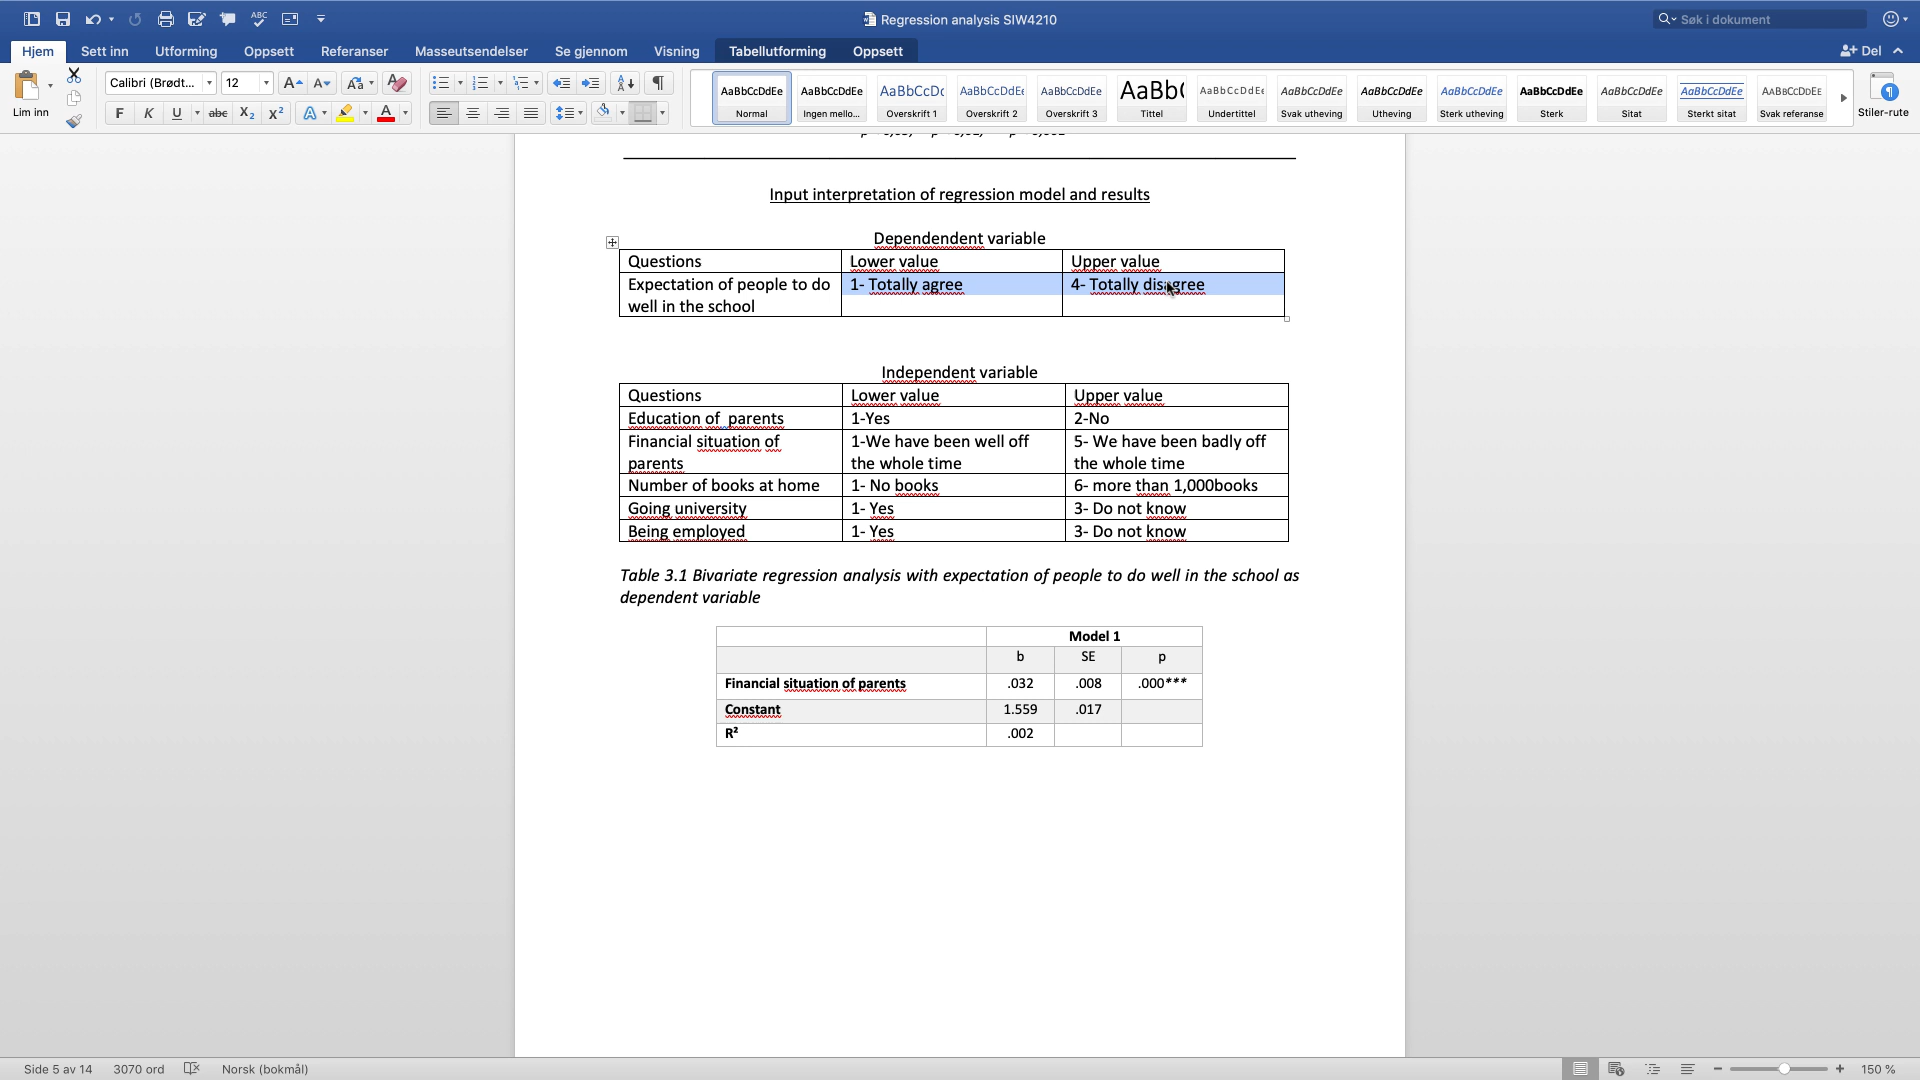 Regression analysis SIW4210
Søk i dokument
Hjem Sett inn Utforming Oppsett Referanser Masseutsendelser Se gjennom Visning Tabellutforming Oppsett Del
Lim inn
Calibri (Brødt... 12
F K U abc X₂ X²
AaBbCcDdEe AaBbCcDdEe AaBbCcDc AaBbCcDdEe AaBbCcDdEe AaBb( AaBbCcDdEe AaBbCcDdEe AaBbCcDdEe AaBbCcDdEe AaBbCcDdEe AaBbCcDdEe AaBbCcDdEe AaBbCcDdEe
Normal Ingen mello... Overskrift 1 Overskrift 2 Overskrift 3 Tittel Undertittel Svak utheving Utheving Sterk utheving Sterk Sitat Sterkt sitat Svak referanse
Stiler-rute
Input interpretation of regression model and results
Dependendent variable
Questions Lower value Upper value
Expectation of people to do 1- Totally agree 4- Totally disagree
well in the school
Independent variable
Questions Lower value Upper value
Education of parents 1-Yes 2-No
Financial situation of 1-We have been well off 5- We have been badly off
parents the whole time the whole time
Number of books at home 1- No books 6- more than 1,000books
Going university 1- Yes 3- Do not know
Being employed 1- Yes 3- Do not know
Table 3.1 Bivariate regression analysis with expectation of people to do well in the school as
dependent variable
Model 1
b SE p
Financial situation of parents .032 .008 .000***
Constant 1.559 .017
R² .002
Side 5 av 14 3070 ord Norsk (bokmål) 150 %